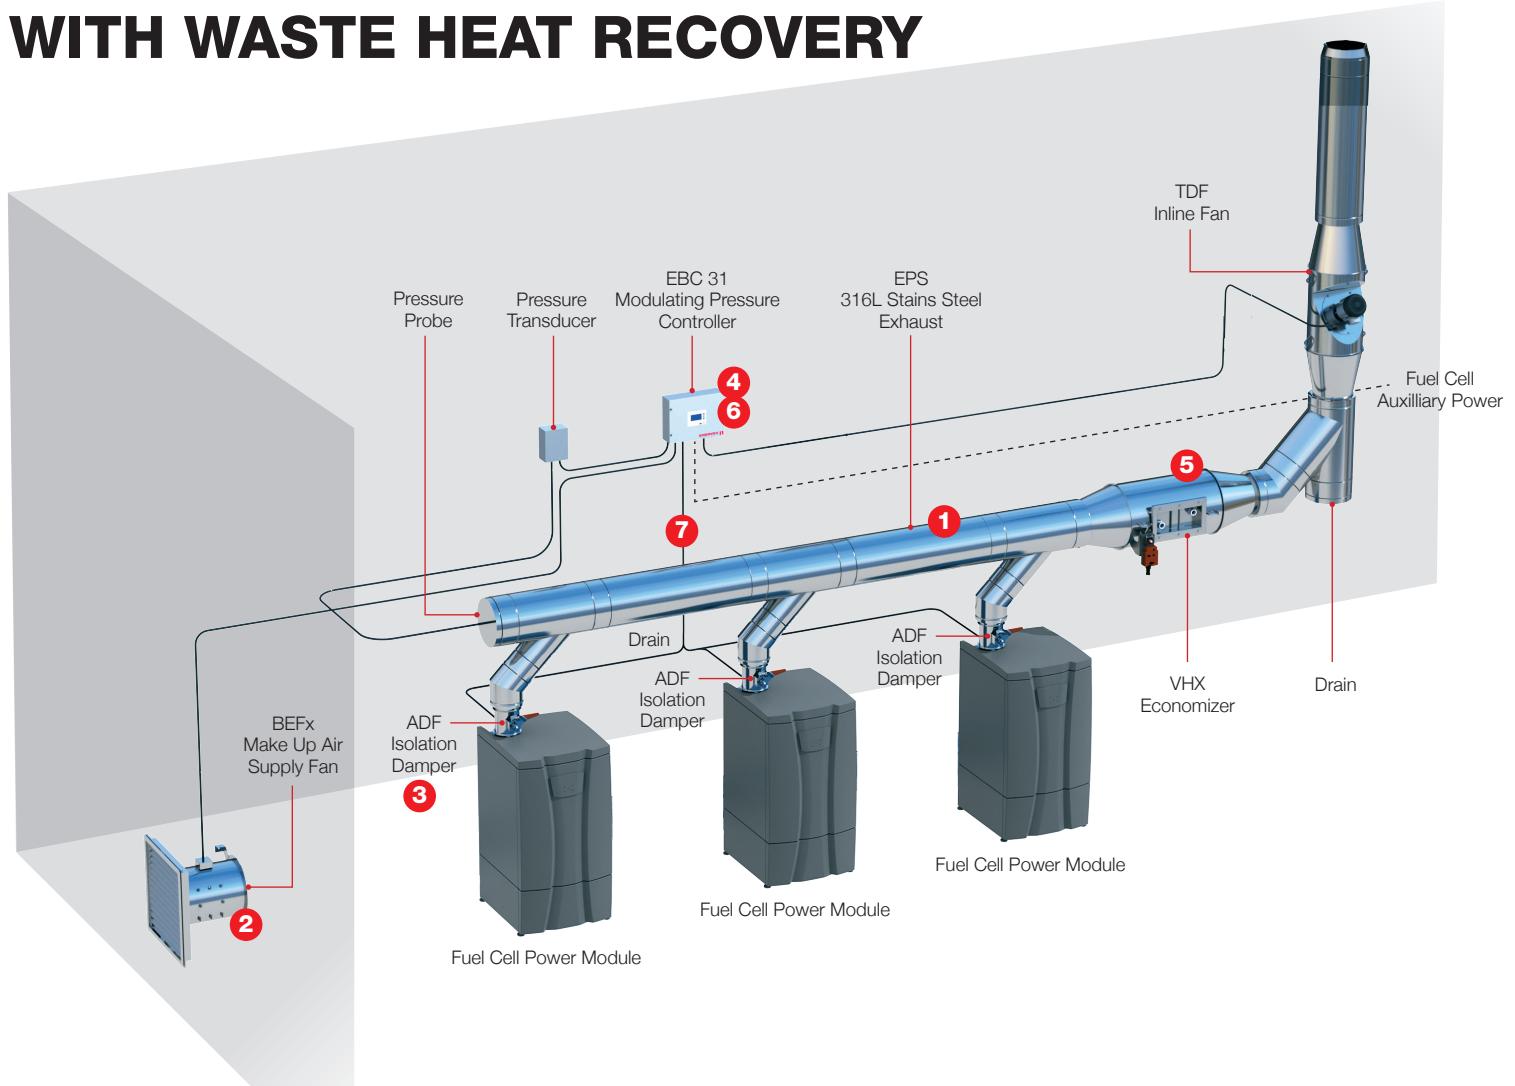 WITH WASTE HEAT RECOVERY
TDF
Inline Fan
EBC 31
Modulating Pressure
Controller
EPS
316L Stains Steel
Exhaust
Pressure
Probe
Pressure
Transducer
4
6
Fuel Cell
Auxilliary Power
5
1
7
Drain
ADF
Isolation
Damper
ADF
Isolation
Damper
VHX
Economizer
Drain
BEFx
Make Up Air
Supply Fan
ADF
Isolation
Damper
3
2
Fuel Cell Power Module
Fuel Cell Power Module
Fuel Cell Power Module